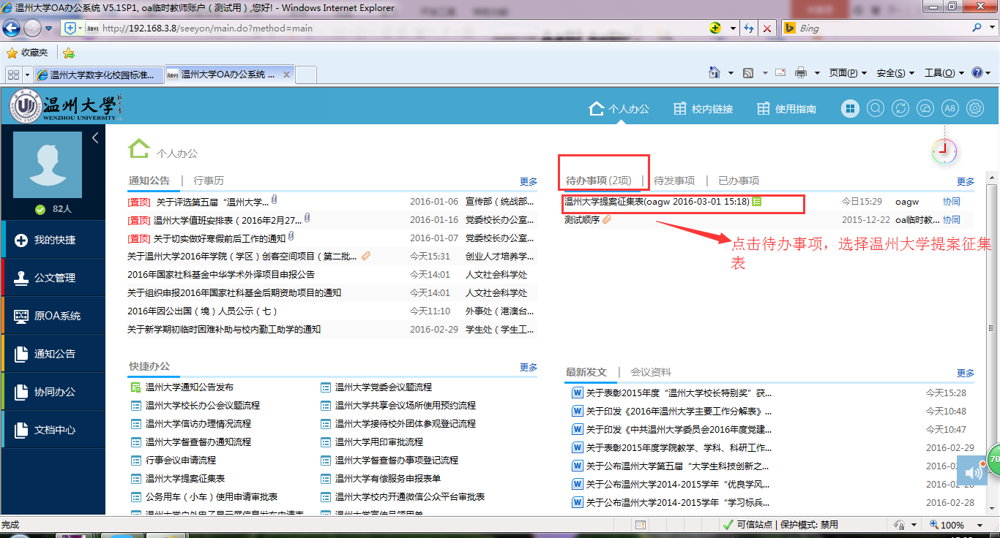 温州大学OA办公系统 V5.1SP1, oa临时教师账户（测试用）,您好! - Windows Internet Explorer
http://192.168.3.8/seeyon/main.do?method=main
Bing
收藏夹
温州大学数字化校园标准...
A8V5 温州大学OA办公系统 ...
页面(P)
安全(S)
工具(O)
温州大学
WENZHOU UNIVERSITY
个人办公
校内链接
使用指南
A8
82人
我的快捷
公文管理
原OA系统
通知公告
协同办公
文档中心
个人办公
通知公告 | 行事历
更多
[置顶] 关于评选第五届“温州大学... 2016-01-06 宣传部（统战部...
[置顶] 温州大学值班安排表（2016年2月27... 2016-01-16 党委校长办公室...
[置顶] 关于切实做好寒假前后工作的通知 2016-01-07 党委校长办公室...
关于温州大学2016年学院（学区）创客空间项目（第二批... 今天15:31 创业人才培养学...
2016年国家社科基金中华学术外译项目申报公告 今天14:01 人文社会科学处
关于组织申报2016年国家社科基金后期资助项目的通知 今天14:01 人文社会科学处
2016年因公出国（境）人员公示（七） 今天11:10 外事处（港澳台...
关于新学期初临时困难补助与校内勤工助学的通知 2016-02-29 学生处（学生工...
待办事项(2项) | 待发事项 | 已办事项
更多
温州大学提案征集表(oagw 2016-03-01 15:18) 今日15:29 oagw 协同
测试顺序 2015-12-22 oa临时教... 协同
点击待办事项，选择温州大学提案征集
表
快捷办公
更多
温州大学通知公告发布
温州大学党委会议题流程
温州大学校长办公会议题流程
温州大学共享会议场所使用预约流程
温州大学信访办理情况流程
温州大学接待校外团体参观登记流程
温州大学督查督办通知流程
温州大学用印审批流程
行事会议申请流程
温州大学督查督办事项登记流程
温州大学提案征集表
温州大学有偿服务申报表单
公务用车（小车）使用申请审批表
温州大学校内开通微信公众平台审批表
温州大学户外电子显示屏信息发布申请表
温州大学宣传品领用单
最新发文 | 会议资料
更多
关于表彰2015年度“温州大学校长特别奖”获... 今天15:28
关于印发《2016年温州大学主要工作分解表》... 今天10:48
关于印发《中共温州大学委员会2016年度党建... 今天10:47
关于表彰2015年度学院教学、学科、科研工作... 2016-02-29
关于公布温州大学第五届“大学生科技创新之... 2016-02-
关于公布温州大学2014-2015学年“优良学风... 2016-02-28
关于公布温州大学2014-2015学年“学习标兵... 2016-02-28
70
完成
可信站点 | 保护模式: 禁用
100%